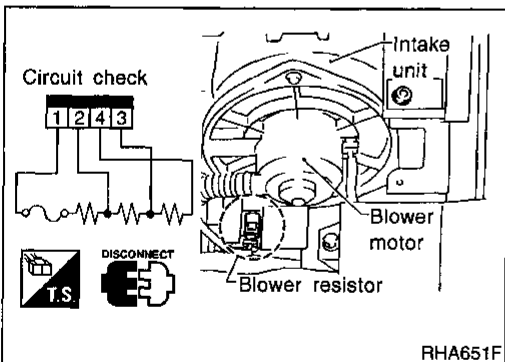 Circuit check
1 2 4 3
T.S.
DISCONNECT
Intake
unit
Blower
motor
Blower resistor
RHA651F